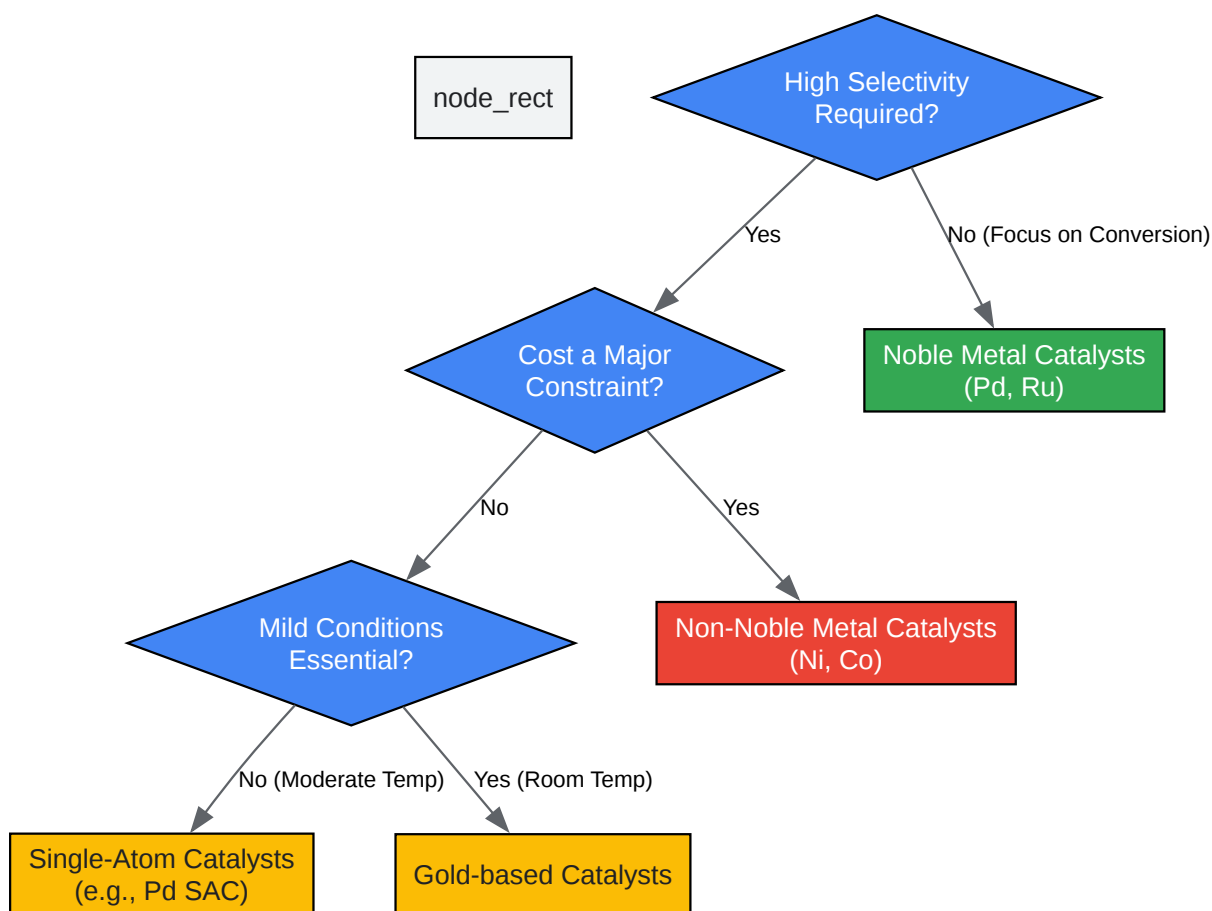 node_rect
High Selectivity
Required?
Yes
No (Focus on Conversion)
Cost a Major
Constraint?
Noble Metal Catalysts
(Pd, Ru)
No
Yes
Mild Conditions
Essential?
Non-Noble Metal Catalysts
(Ni, Co)
No (Moderate Temp)
Yes (Room Temp)
Single-Atom Catalysts
(e.g., Pd SAC)
Gold-based Catalysts